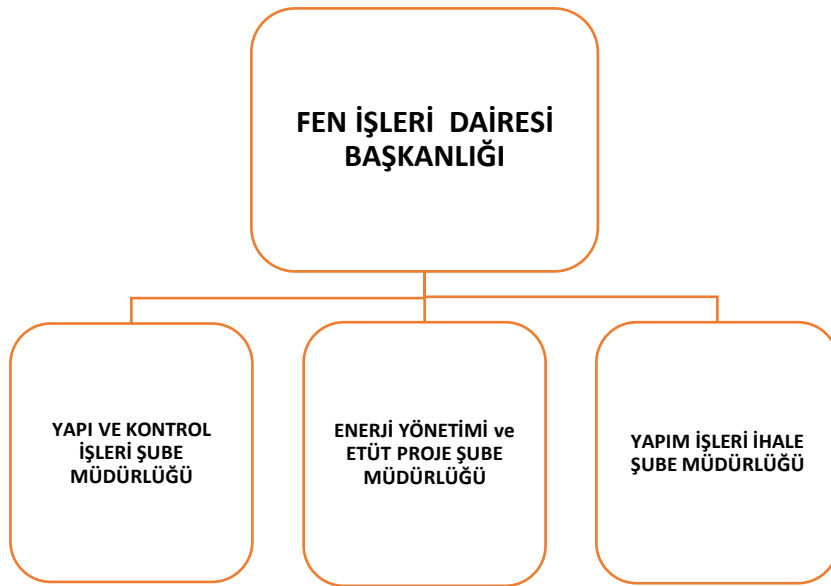 FEN İŞLERİ DAİRESİ
BAŞKANLIĞI
YAPI VE KONTROL
İŞLERİ ŞUBE
MÜDÜRLÜĞÜ
ENERJİ YÖNETİMİ ve
ETÜT PROJE ŞUBE
MÜDÜRLÜĞÜ
YAPIM İŞLERİ İHALE
ŞUBE MÜDÜRLÜĞÜ